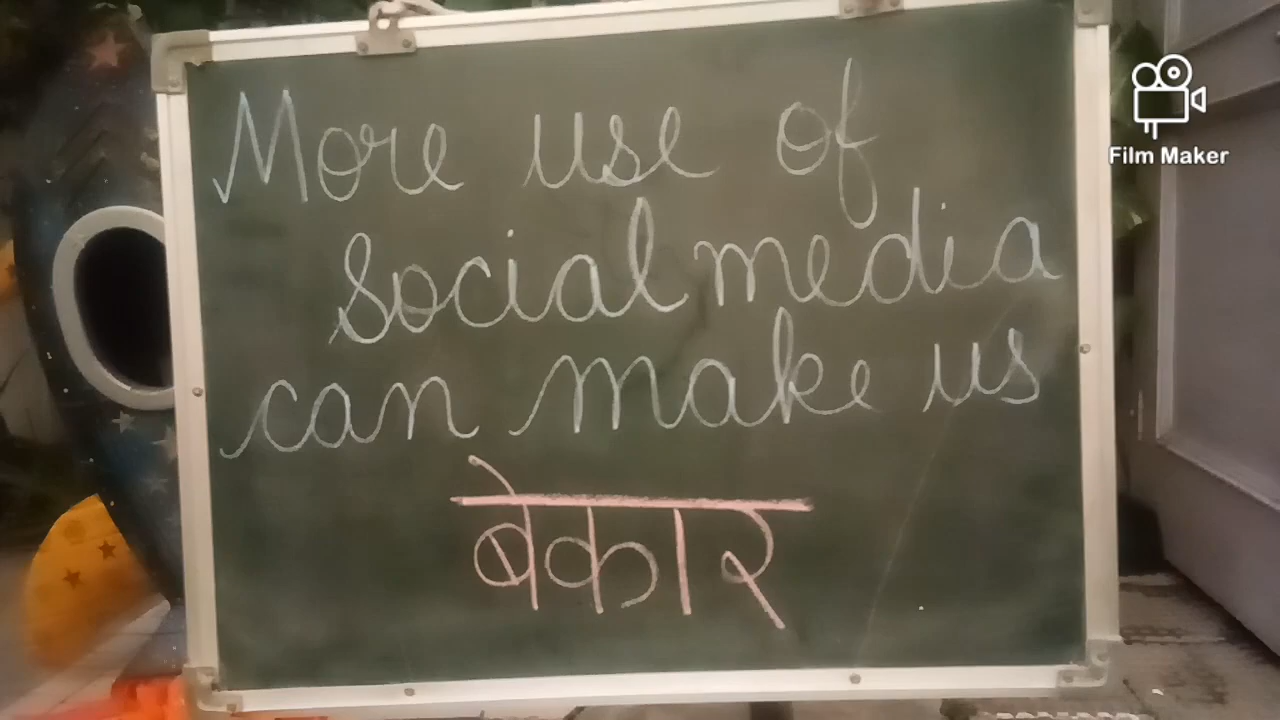 More use of
social media
can make us
बेकार
Film Maker